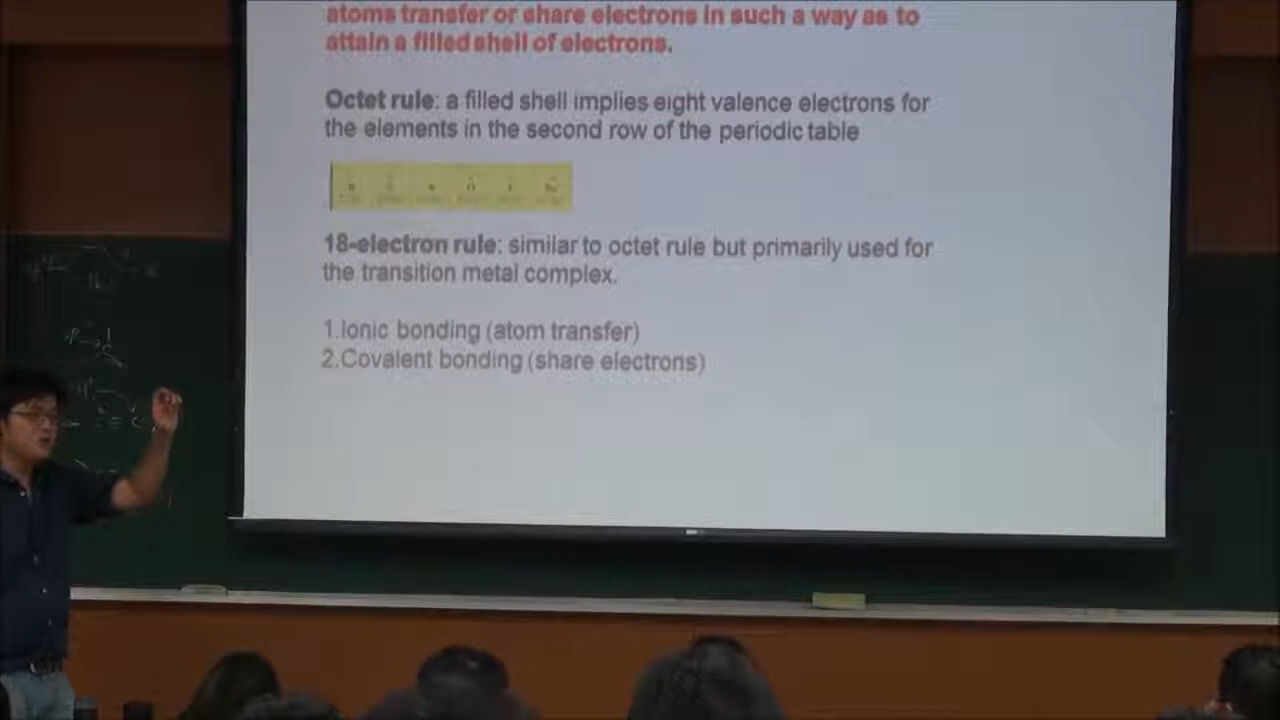 atoms transfer or share electrons in such a way as to
attain a filled shell of electrons.
Octet rule: a filled shell implies eight valence electrons for
the elements in the second row of the periodic table
18-electron rule: similar to octet rule but primarily used for
the transition metal complex.
1.Ionic bonding (atom transfer)
2.Covalent bonding (share electrons)